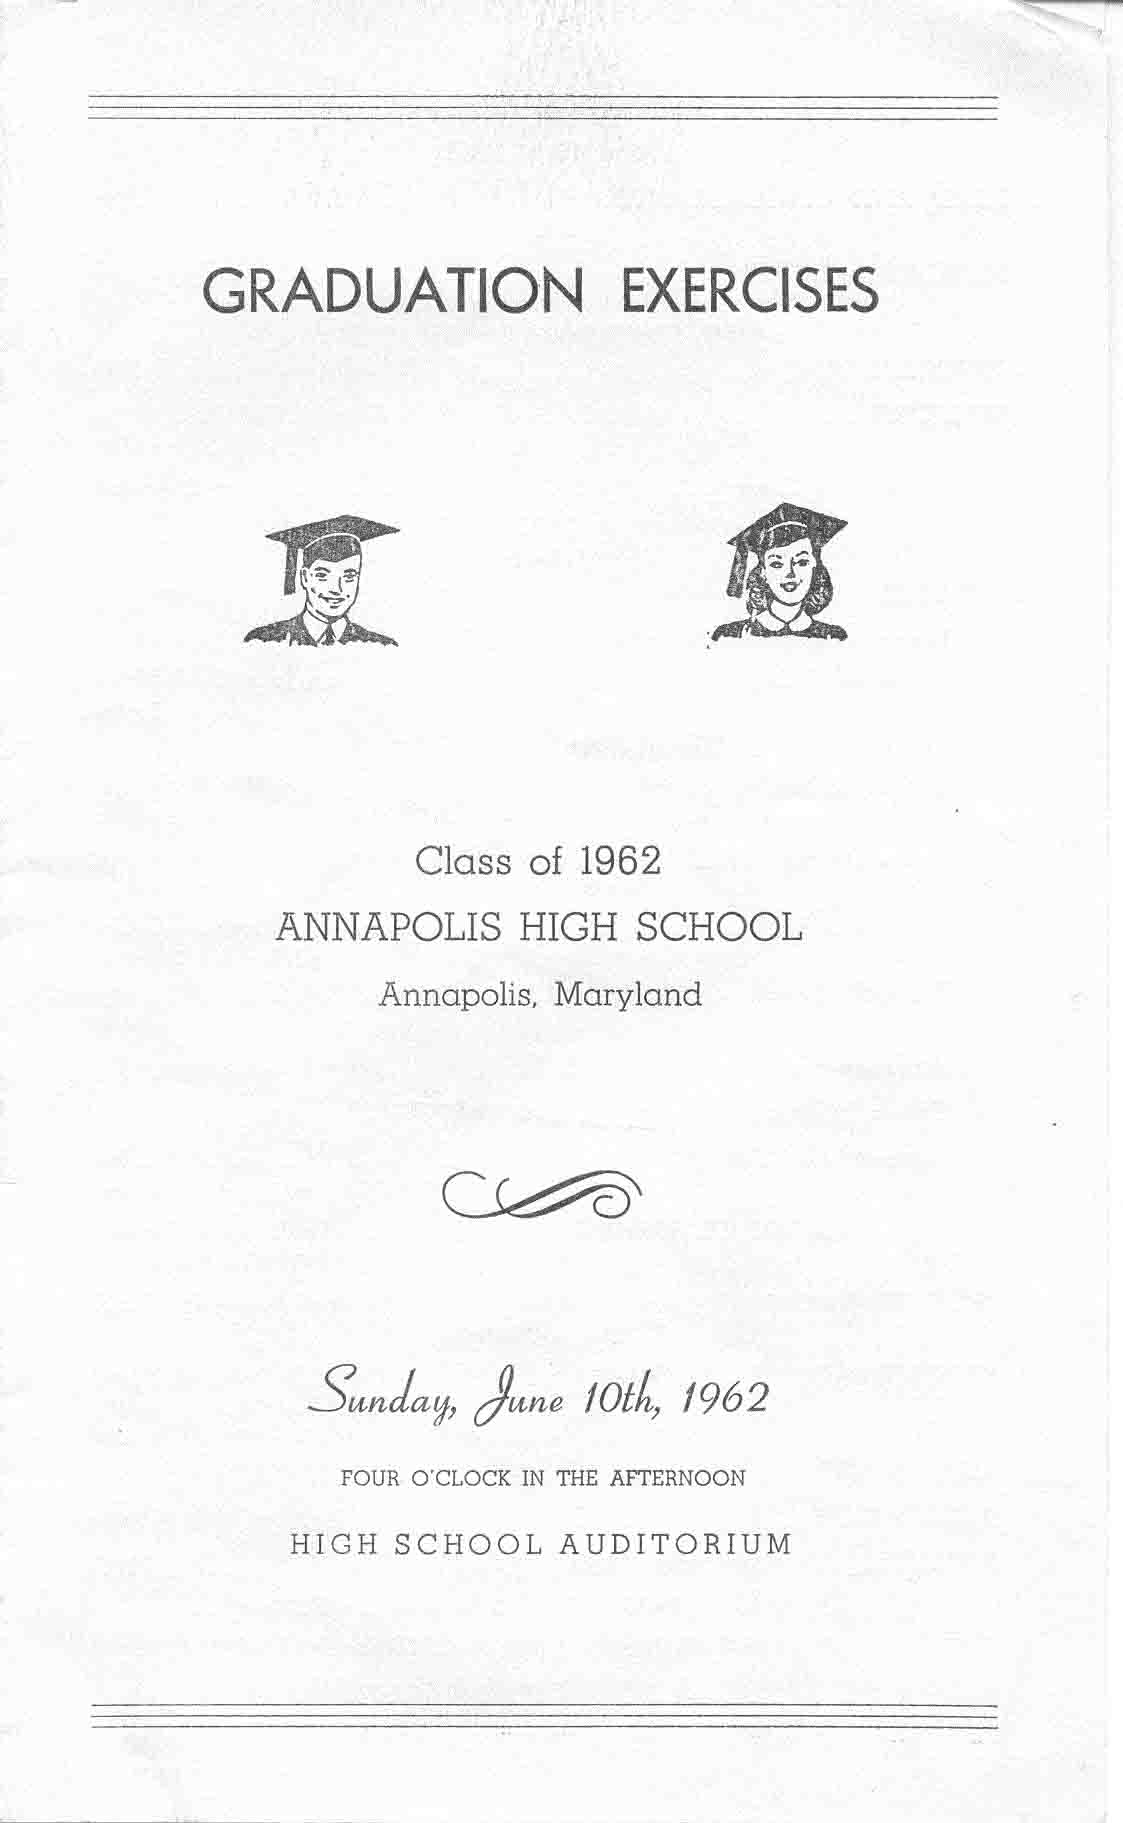 GRADUATION EXERCISES
Class of 1962
ANNAPOLIS HIGH SCHOOL
Annapolis, Maryland
Sunday, June 10th, 1962
FOUR O'CLOCK IN THE AFTERNOON
HIGH SCHOOL AUDITORIUM